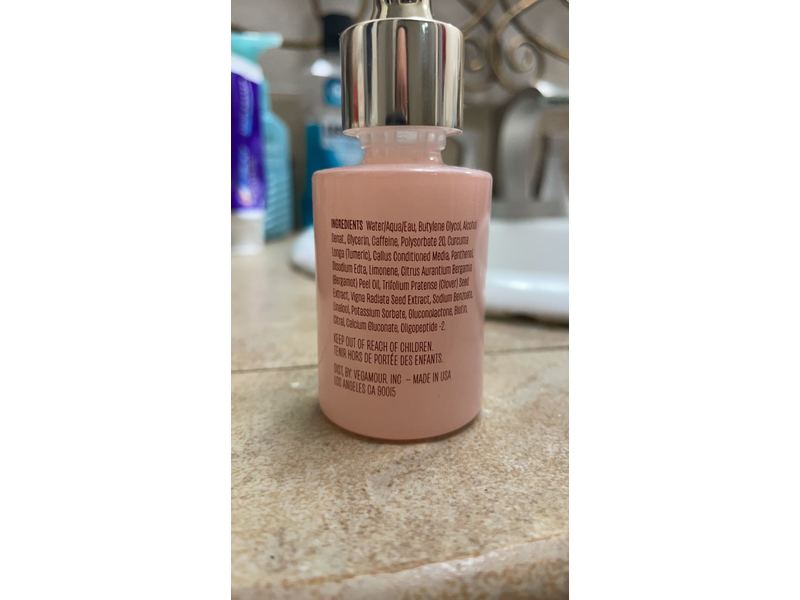 INGREDIENTS Water/Aqua/Eau, Butylene Glycol, Alcohol
Denat., Glycerin, Caffeine, Polysorbate 20, Curcuma
Longa (Tumeric), Callus Conditioned Media, Panthenol,
Disodium Edta, Limonene, Citrus Aurantium Bergamia
(Bergamot) Peel Oil, Trifolium Pratense (Clover) Seed
Extract, Vigna Radiata Seed Extract, Sodium Benzoate,
Linalool, Potassium Sorbate, Gluconolactone, Biotin,
Citral, Calcium Gluconate, Oligopeptide -2.
KEEP OUT OF REACH OF CHILDREN.
TENIR HORS DE PORTÉE DES ENFANTS.
DIST. BY: VEGAMOUR, INC – MADE IN USA
LOS ANGELES CA 90015